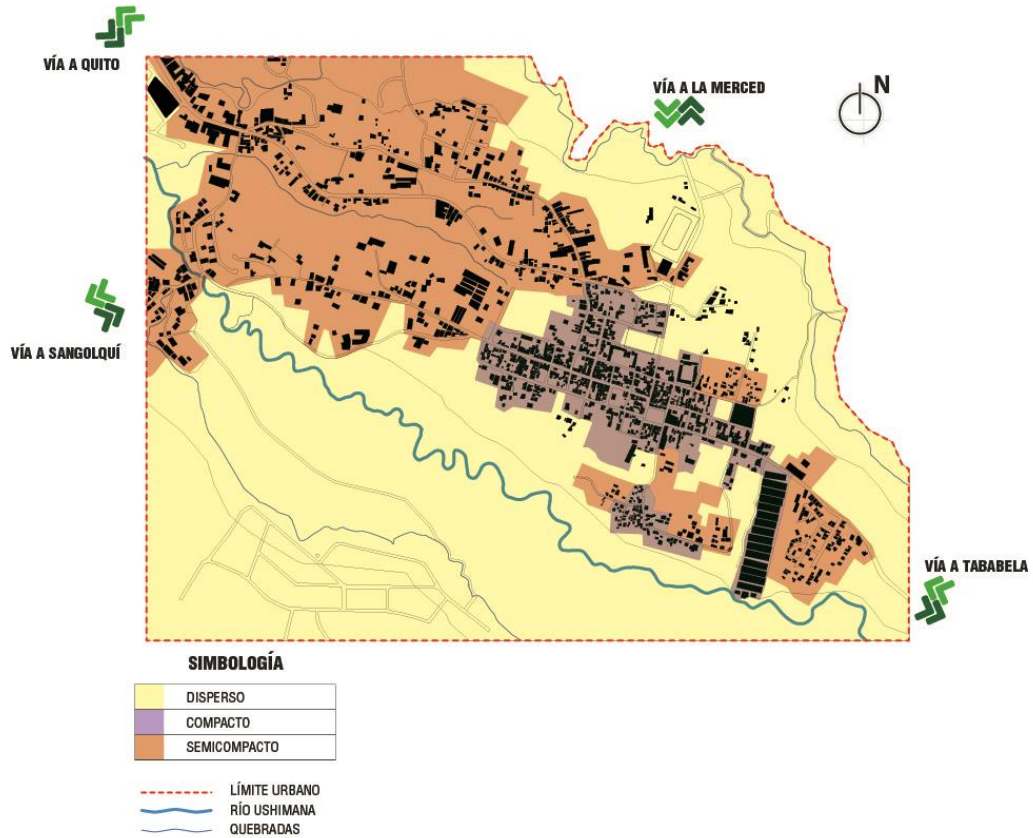 VÍA A QUITO
VÍA A LA MERCED
N
VÍA A SANGOLQUÍ
VÍA A TABABELA
SIMBOLOGÍA
DISPERSO
COMPACTO
SEMICOMPACTO
LÍMITE URBANO
RÍO USHIMANA
QUEBRADAS